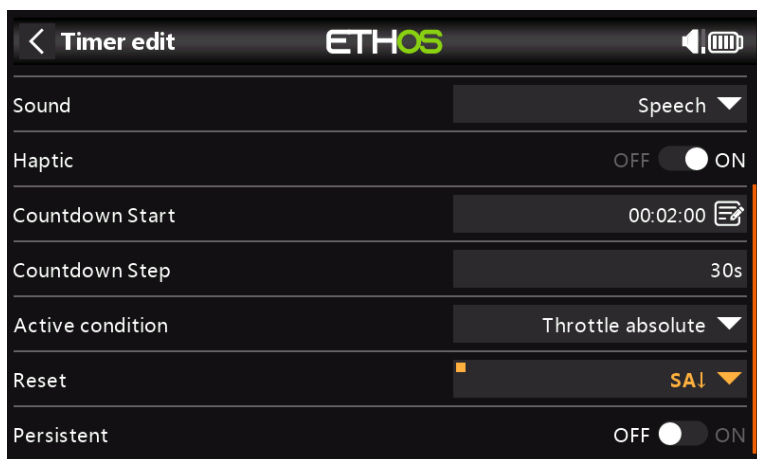 Timer edit ETHOS
Sound Speech
Haptic OFF ON
Countdown Start 00:02:00
Countdown Step 30s
Active condition Throttle absolute
Reset SA↓
Persistent OFF ON